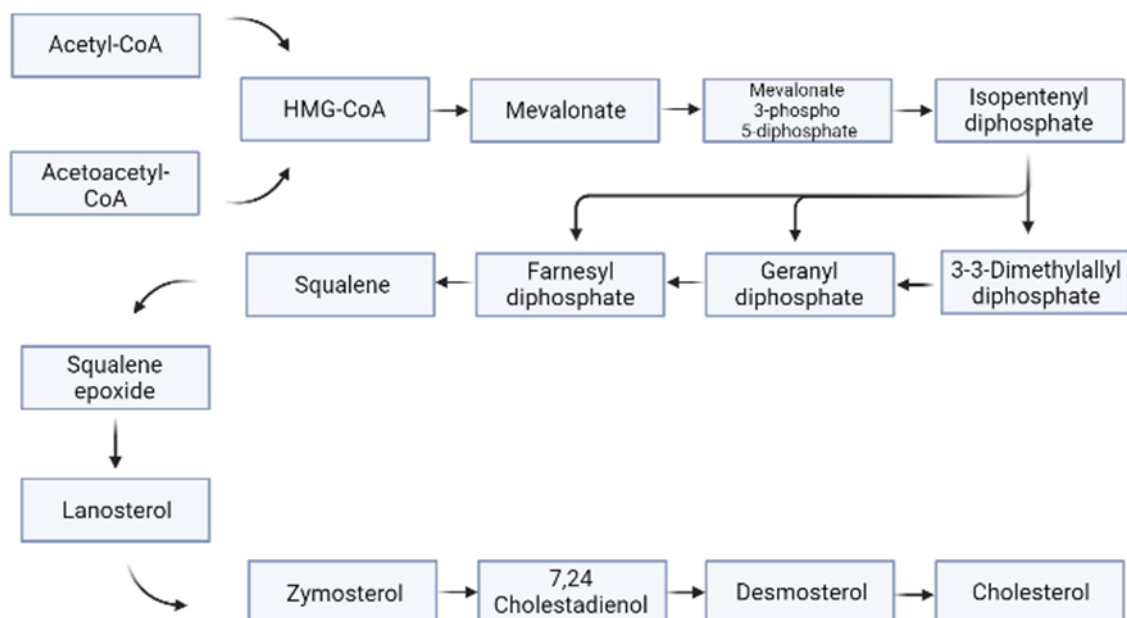 Acetyl-CoA
HMG-CoA
Mevalonate
Mevalonate
3-phospho
5-diphosphate
Isopentenyl
diphosphate
Acetoacetyl-
CoA
Squalene
Farnesyl
diphosphate
Geranyl
diphosphate
3-3-Dimethylallyl
diphosphate
Squalene
epoxide
Lanosterol
Zymosterol
7,24
Cholestadienol
Desmosterol
Cholesterol